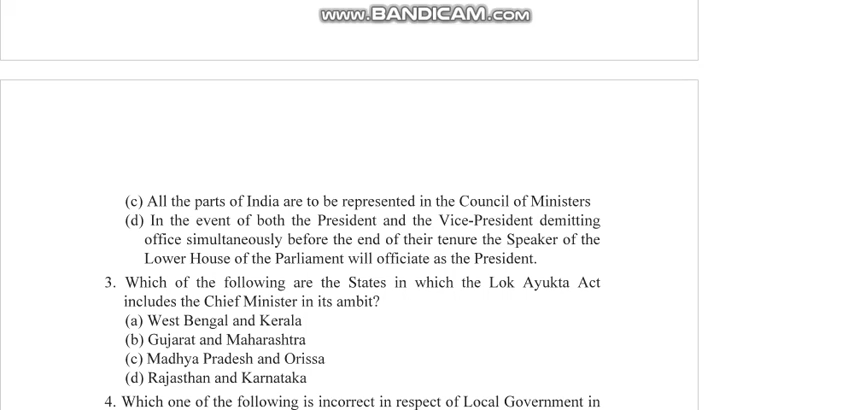 www.BANDICAM.COM
(c) All the parts of India are to be represented in the Council of Ministers
(d) In the event of both the President and the Vice-President demitting
office simultaneously before the end of their tenure the Speaker of the
Lower House of the Parliament will officiate as the President.
3. Which of the following are the States in which the Lok Ayukta Act
includes the Chief Minister in its ambit?
(a) West Bengal and Kerala
(b) Gujarat and Maharashtra
(c) Madhya Pradesh and Orissa
(d) Rajasthan and Karnataka
4. Which one of the following is incorrect in respect of Local Government in